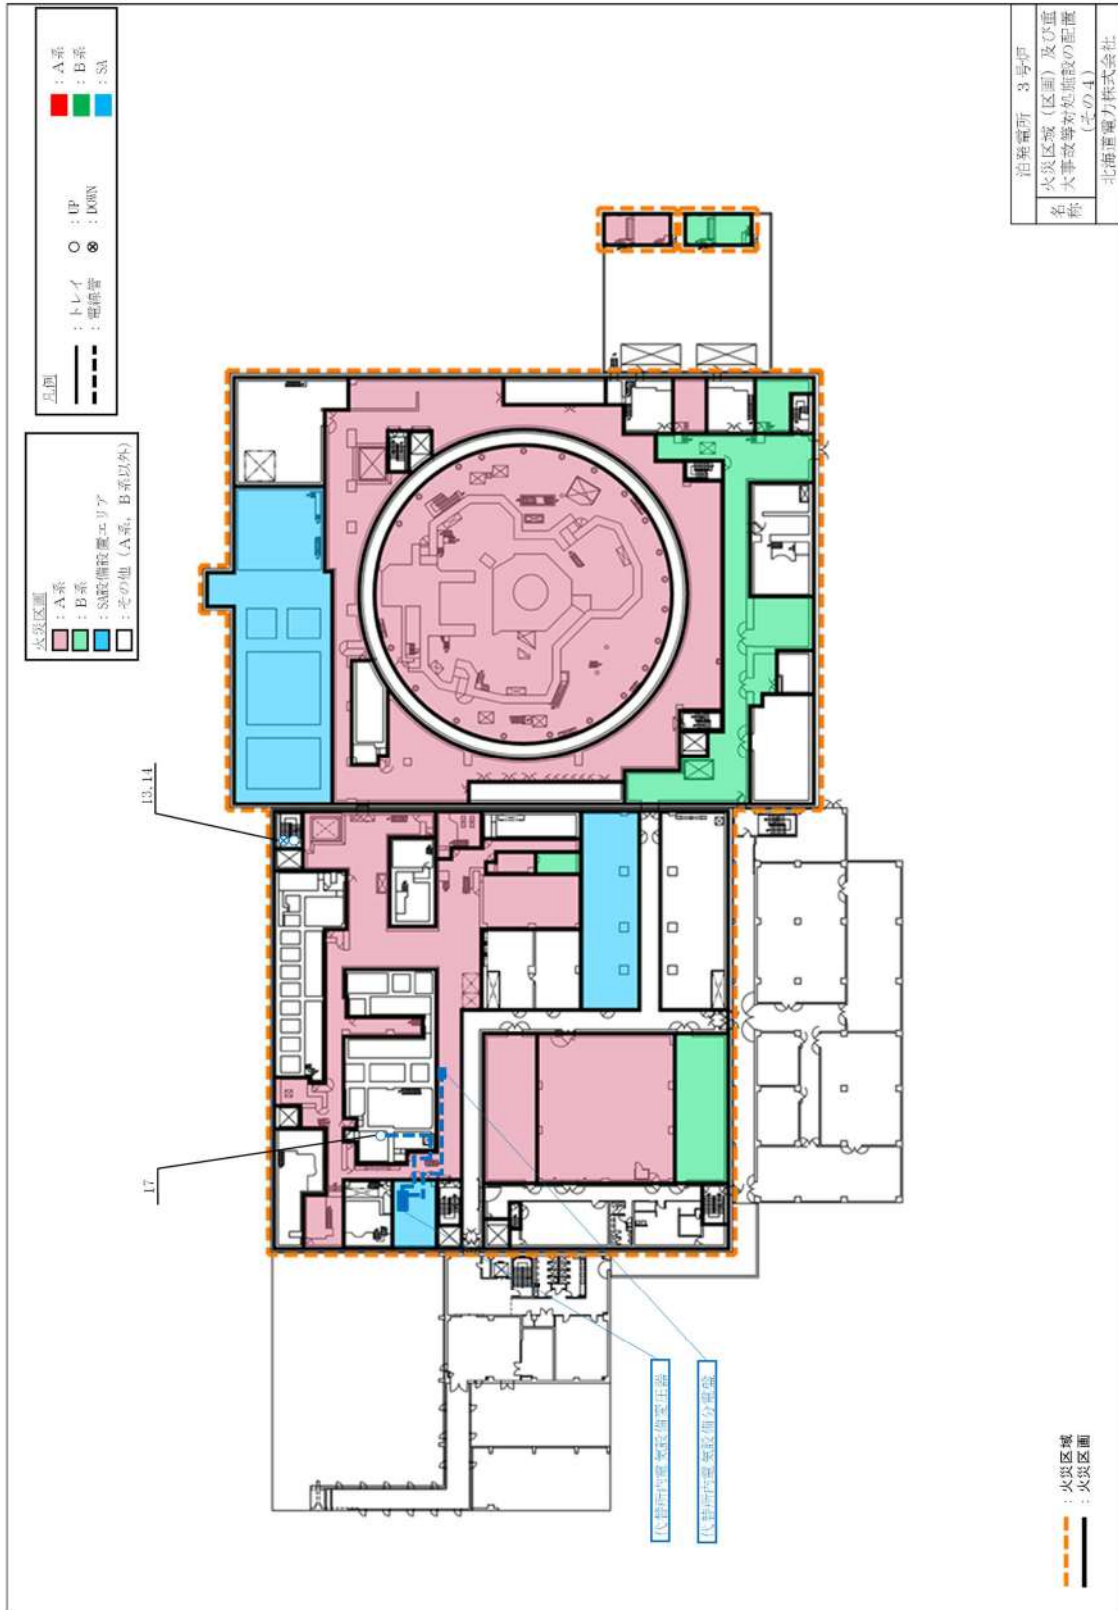 泊発電所 3号炉
名称
火災区域（区画）及び重
大事故等対処施設の配置
（その4）
北海道電力株式会社
凡例
：トレイ
：電線管
：UP
：DOWN
：A系
：B系
：SA
火災区画
：A系
：B系
：SA設備設置エリア
：その他（A系，B系以外）
13,14
17
代替所内電気設備変圧器
代替所内電気設備分電盤
：火災区域
：火災区画